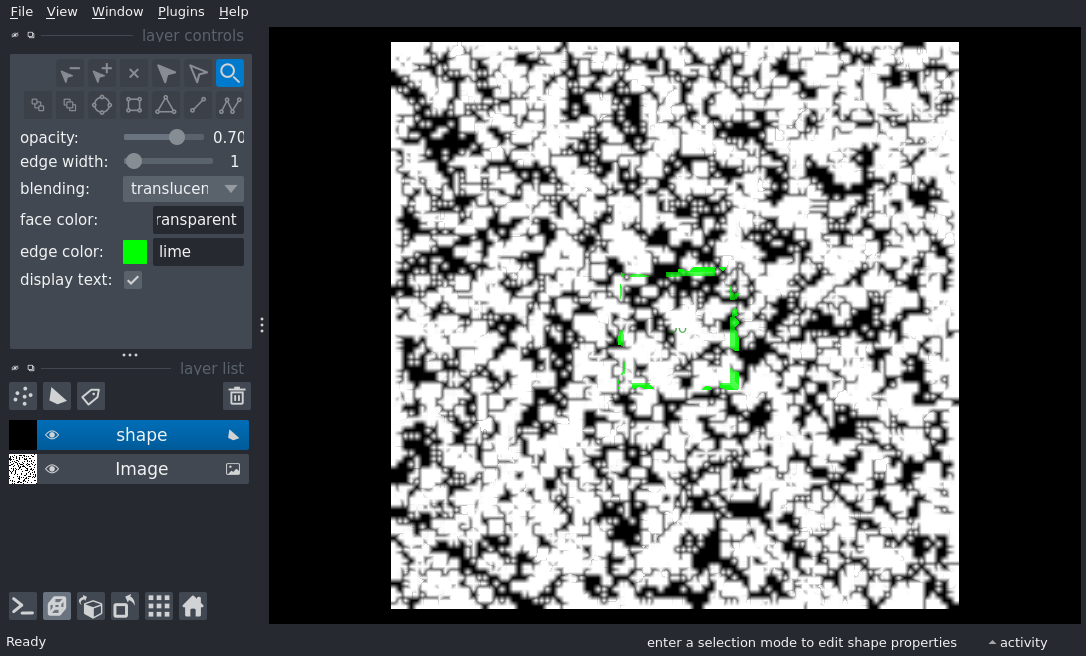 File View Window Plugins Help
layer controls
opacity: 0.70
edge width: 1
blending: translucen
face color: ransparent
edge color: lime
display text:
layer list
shape
Image
Ready
enter a selection mode to edit shape properties
activity